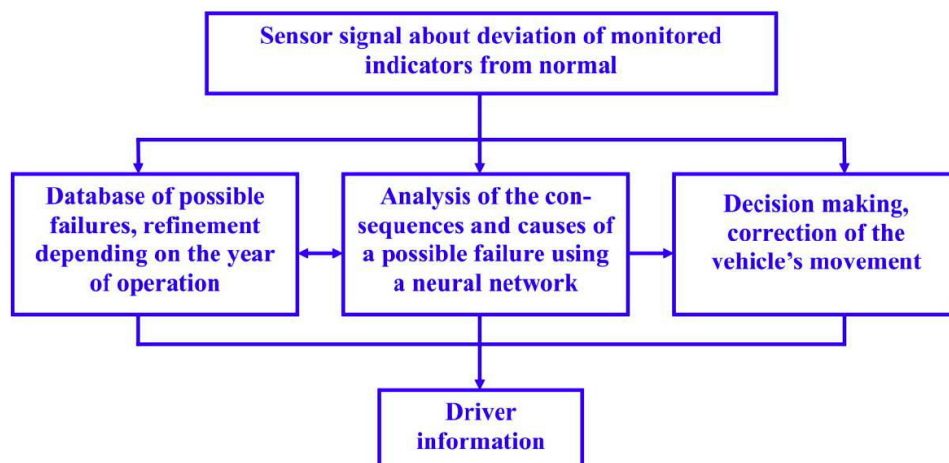 Sensor signal about deviation of monitored
indicators from normal
Database of possible
failures, refinement
depending on the year
of operation
Analysis of the con-
sequences and causes of
a possible failure using
a neural network
Decision making,
correction of the
vehicle's movement
Driver
information